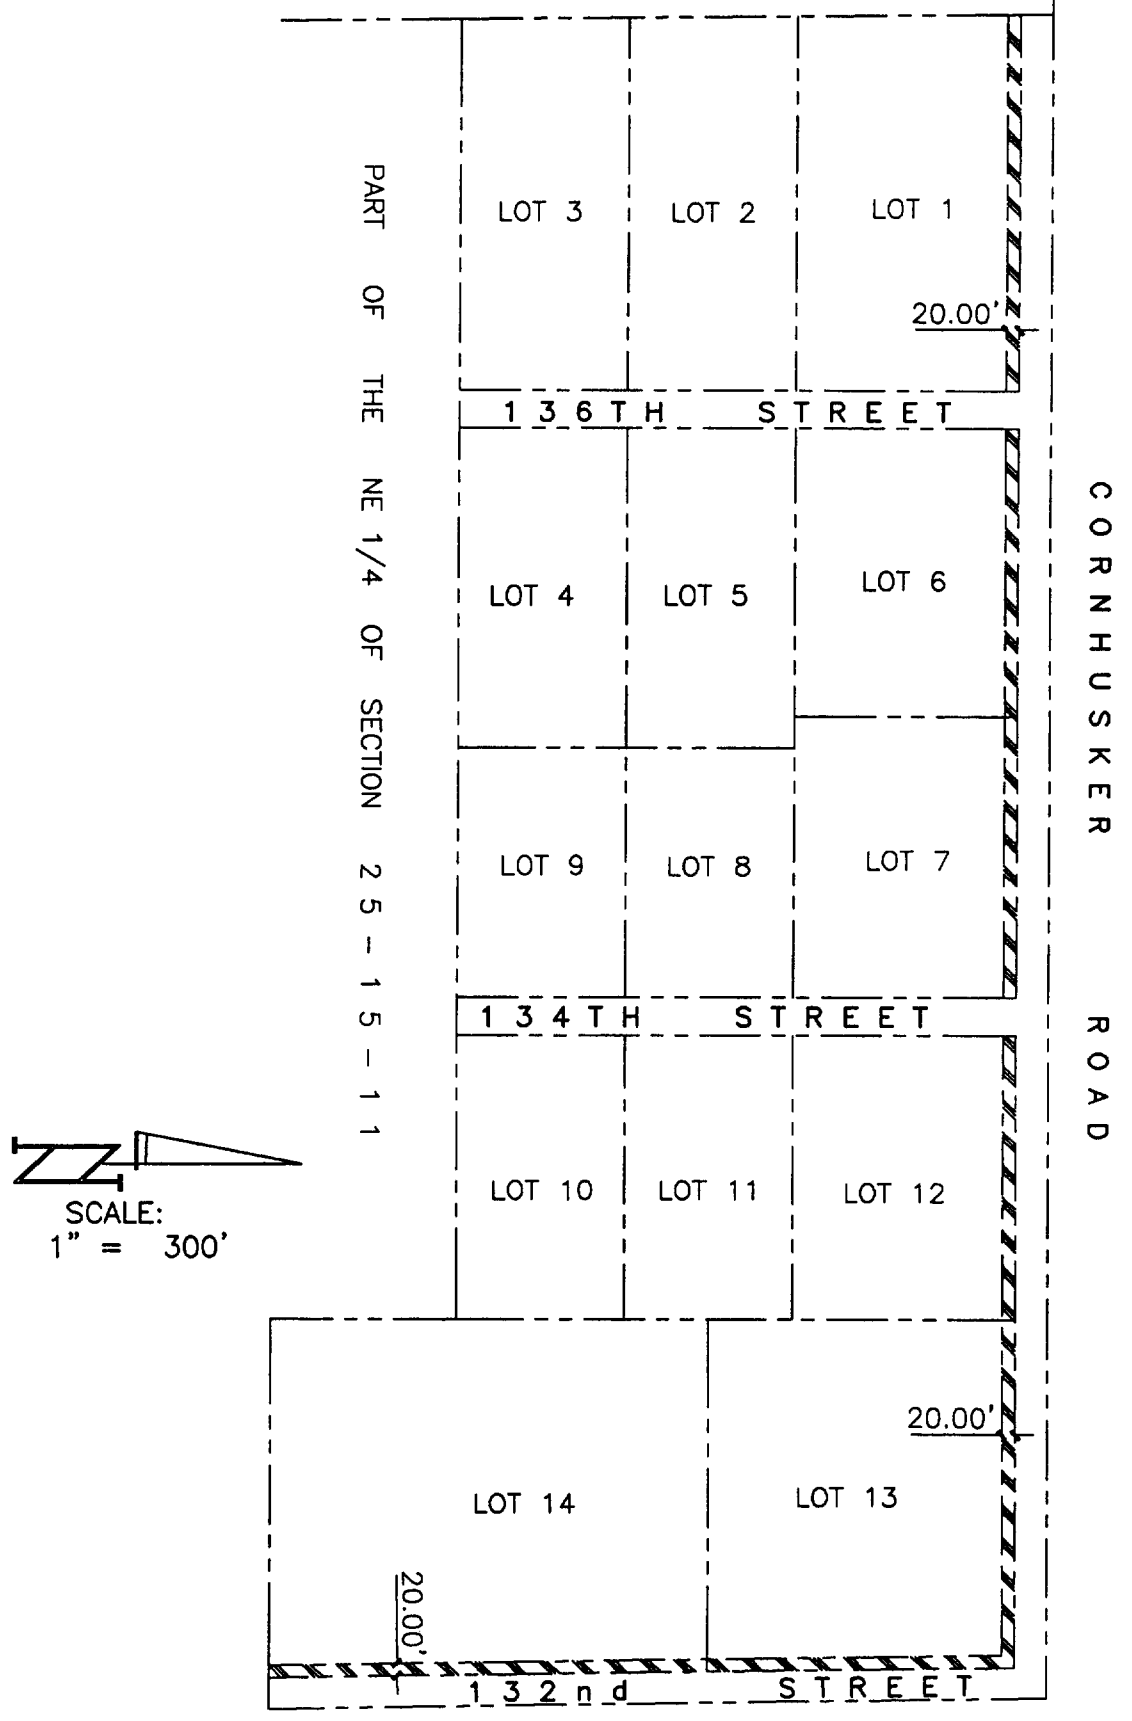 LOT 3
LOT 2
LOT 1
20.00'
136TH STREET
PART OF THE NE 1/4 OF SECTION 25-15-11
CORNHUSKER ROAD
LOT 4
LOT 5
LOT 6
LOT 9
LOT 8
LOT 7
134TH STREET
LOT 10
LOT 11
LOT 12
N
SCALE:
1" = 300'
20.00'
LOT 14
LOT 13
20.00'
132nd STREET